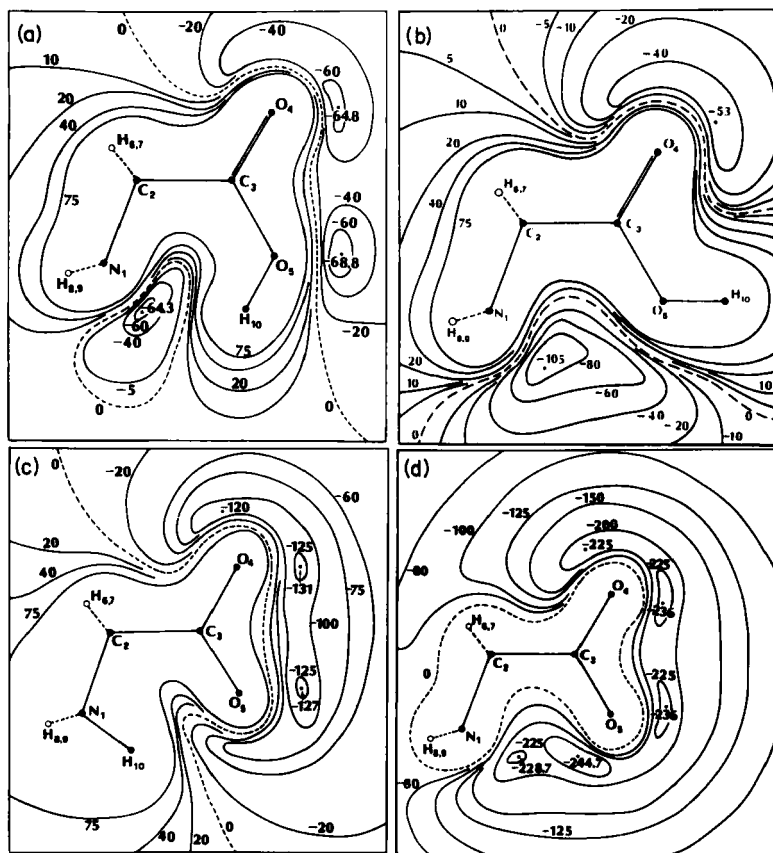 (a)
0
-20
-40
10
20
40
-60
-64.8
O₄
H₆,₇
75
C₂
C₃
-40
-60
-68.8
O₅
N₁
H₈,₉
-64.3
-60
H₁₀
-40
75
-20
-5
20
0
0
(b)
0
-5
-20
-10
-40
5
10
-53
20
O₄
40
H₆,₇
75
C₂
C₃
N₁
O₅
H₁₀
H₈,₉
-105
-80
20
10
0
-60
-40
-20
20
10
0
-10
(c)
0
-20
-60
-120
20
40
-125
O₄
-131
75
-75
H₆,₇
-100
C₂
C₃
-125
-127
O₅
N₁
H₈,₉
H₁₀
75
40
20
0
-20
(d)
-150
-125
-100
-200
-225
-80
-225
O₄
-236
H₆,₇
0
C₂
C₃
-225
-236
O₅
N₁
H₈,₉
-225
-244.7
-228.7
-125